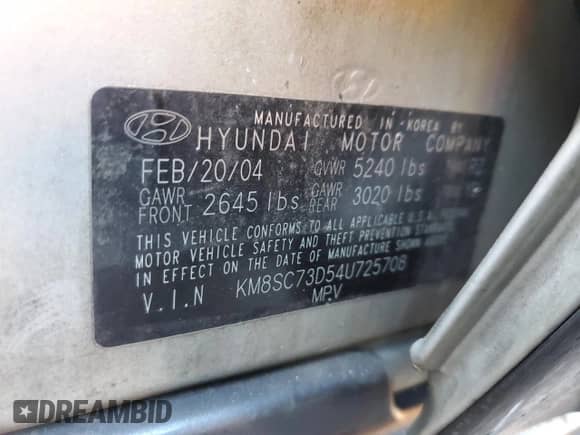 MANUFACTURED IN-KOREA BY
HYUNDAI MOTOR COMPANY
FEB/20/04 GVWR 5240 lbs
GAWR FRONT 2645 lbs GAWR REAR 3020 lbs
THIS VEHICLE CONFORMS TO ALL APPLICABLE U.S.
MOTOR VEHICLE SAFETY AND THEFT PREVENTION STANDARDS
IN EFFECT ON THE DATE OF MANUFACTURE SHOWN ABOVE
V.I.N KM8SC73D54U725708
MPV
DREAMBID